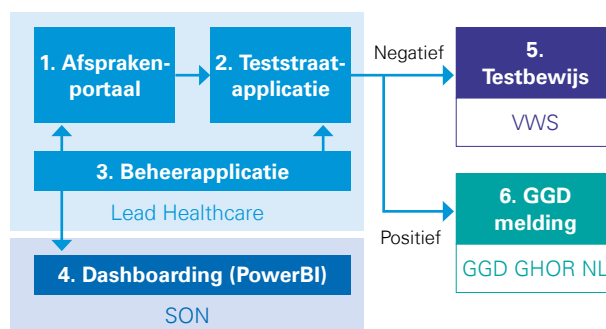 1. Afspraken-
portaal
2. Teststraat-
applicatie
Negatief
5.
Testbewijs
VWS
3. Beheerapplicatie
Lead Healthcare
Positief
6. GGD
melding
GGD GHOR NL
4. Dashboarding (PowerBI)
SON